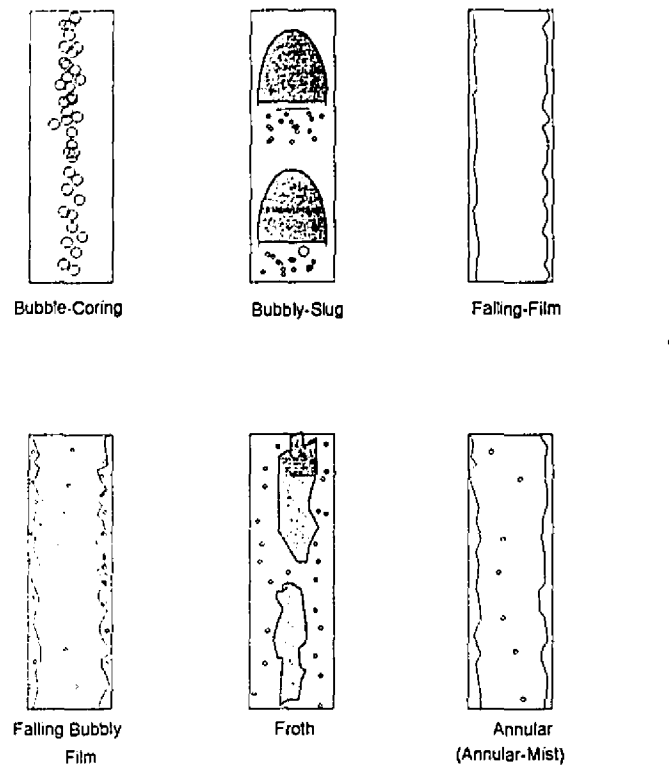 Bubble-Coring
Bubbly-Slug
Falling-Film
Falling Bubbly
Film
Froth
Annular
(Annular-Mist)